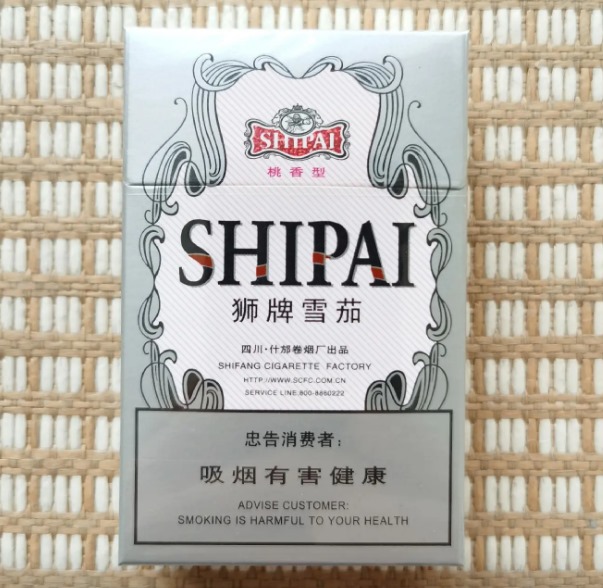 SHIPAI
桃香型
SHIPAI
狮牌雪茄
四川·什邡卷烟厂出品
SHIFANG CIGARETTE FACTORY
HTTP://WWW.SCFC.COM.CN
SERVICE LINE:800-8860222
忠告消费者：
吸烟有害健康
ADVISE CUSTOMER:
SMOKING IS HARMFUL TO YOUR HEALTH